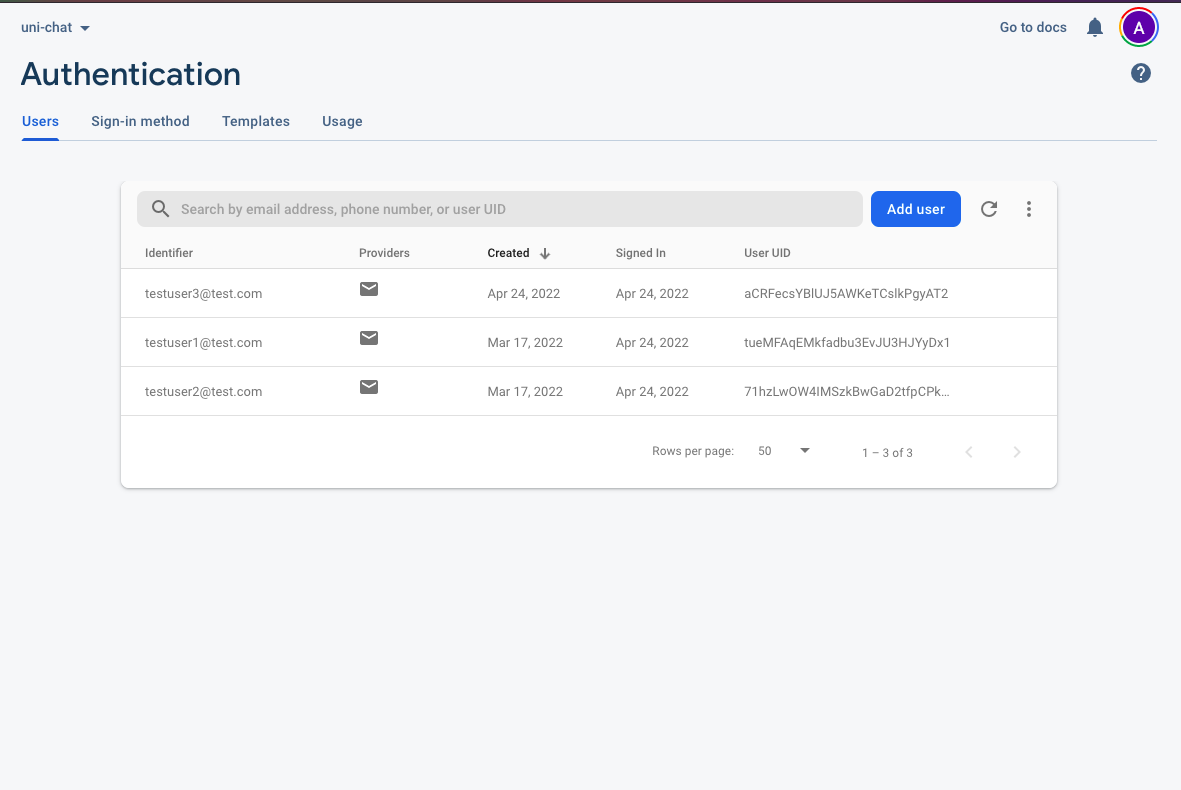 uni-chat
Go to docs
A
Authentication
?
Users Sign-in method Templates Usage
Search by email address, phone number, or user UID
Add user
Identifier Providers Created Signed In User UID
testuser3@test.com Apr 24, 2022 Apr 24, 2022 aCRFecsYBlUJ5AWKeTCslkPgyAT2
testuser1@test.com Mar 17, 2022 Apr 24, 2022 tueMFAqEMkfadbu3EvJU3HJYyDx1
testuser2@test.com Mar 17, 2022 Apr 24, 2022 71hzLwOW4IMSzkBwGaD2tfpCPk...
Rows per page: 50 1 – 3 of 3